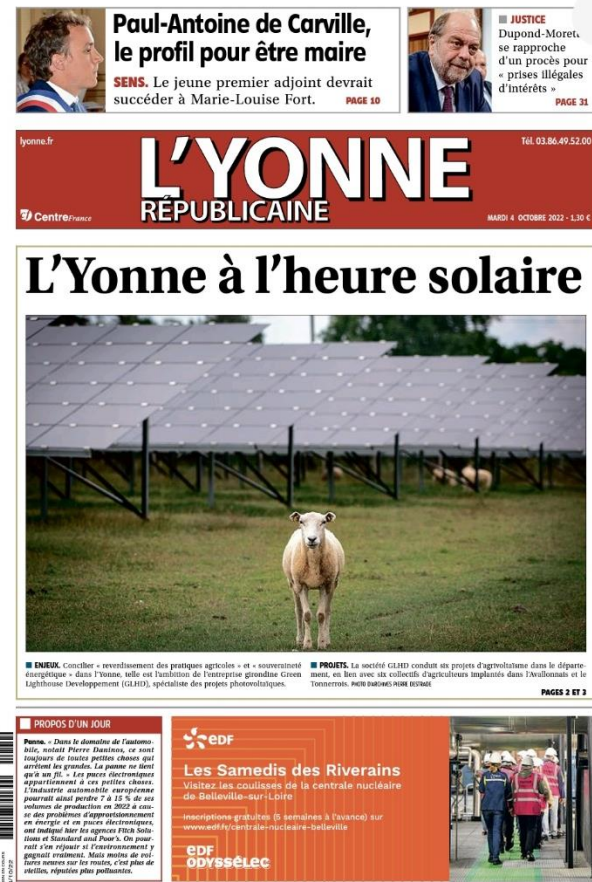 Paul-Antoine de Carville,
le profil pour être maire
SENS. Le jeune premier adjoint devrait
succéder à Marie-Louise Fort. PAGE 10
JUSTICE
Dupond-Moretti
se rapproche
d'un procès pour
« prises illégales
d'intérêts »
PAGE 31
lyonne.fr
Tél. 03.86.49.52.00
L'YONNE
RÉPUBLICAINE
Centre France
MARDI 4 OCTOBRE 2022 - 1,30 €
L'Yonne à l'heure solaire
ENJEUX. Concilier « reverdissement des pratiques agricoles » et « souveraineté
énergétique » dans l'Yonne, telle est l'ambition de l'entreprise girondine Green
Lighthouse Developpement (GLHD), spécialiste des projets photovoltaïques.
PROJETS. La société GLHD conduit six projets d'agrivoltaïsme dans le départe-
ment, en lien avec six collectifs d'agriculteurs implantés dans l'Avallonnais et le
Tonnerrois. PHOTO D'ARCHIVES PIERRE DESTRADE
PAGES 2 ET 3
PROPOS D'UN JOUR
Panne. « Dans le domaine de l'automo-
bile, notait Pierre Daninos, ce sont
toujours de toutes petites choses qui
arrêtent les grandes. La panne ne tient
qu'à un fil. » Les puces électroniques
appartiennent à ces petites choses.
L'industrie automobile européenne
pourrait ainsi perdre 7 à 15 % de ses
volumes de production en 2022 à cau-
se des problèmes d'approvisionnement
en énergie et en puces électroniques,
ont indiqué hier les agences Fitch Solu-
tions et Standard and Poor's. On pour-
rait s'en réjouir si l'environnement y
gagnait vraiment. Mais moins de voi-
tures neuves sur les routes, c'est plus de
vieilles, réputées plus polluantes.
EDF
Les Samedis des Riverains
Visitez les coulisses de la centrale nucléaire
de Belleville-sur-Loire
Inscriptions gratuites (5 semaines à l'avance) sur
www.edf.fr/centrale-nucleaire-belleville
EDF
ODYSSÉLEC